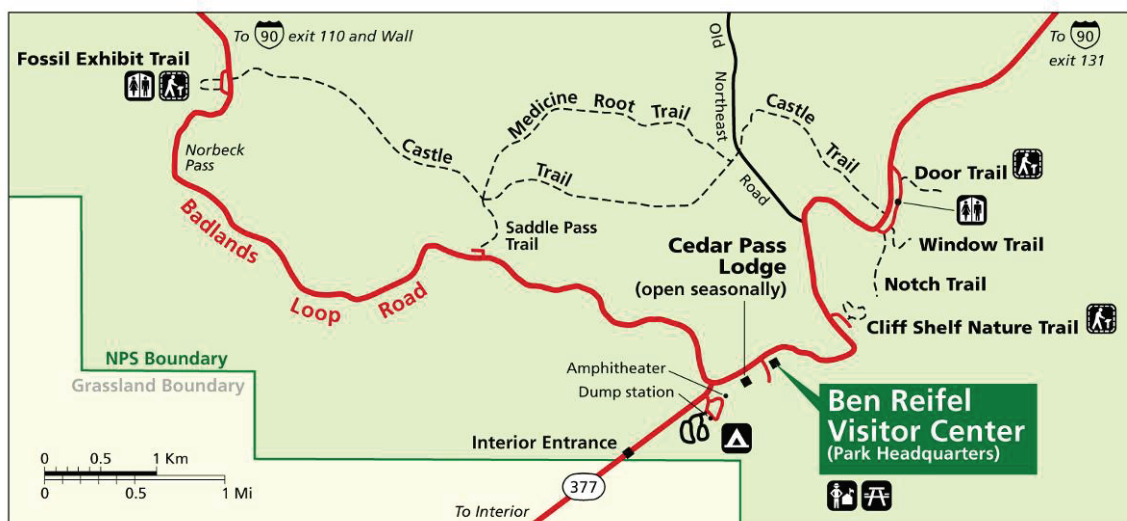 To 90 exit 110 and Wall
Fossil Exhibit Trail
Norbeck
Pass
Castle
Trail
Medicine Root Trail
Saddle Pass
Trail
Old
Northeast
Road
Castle
Trail
To 90
exit 131
Door Trail
Window Trail
Notch Trail
Cliff Shelf Nature Trail
Cedar Pass
Lodge
(open seasonally)
Badlands
Loop
Road
NPS Boundary
Grassland Boundary
Amphitheater
Dump station
Interior Entrance
Ben Reifel
Visitor Center
(Park Headquarters)
377
To Interior
0 0.5 1 Km
0 0.5 1 Mi